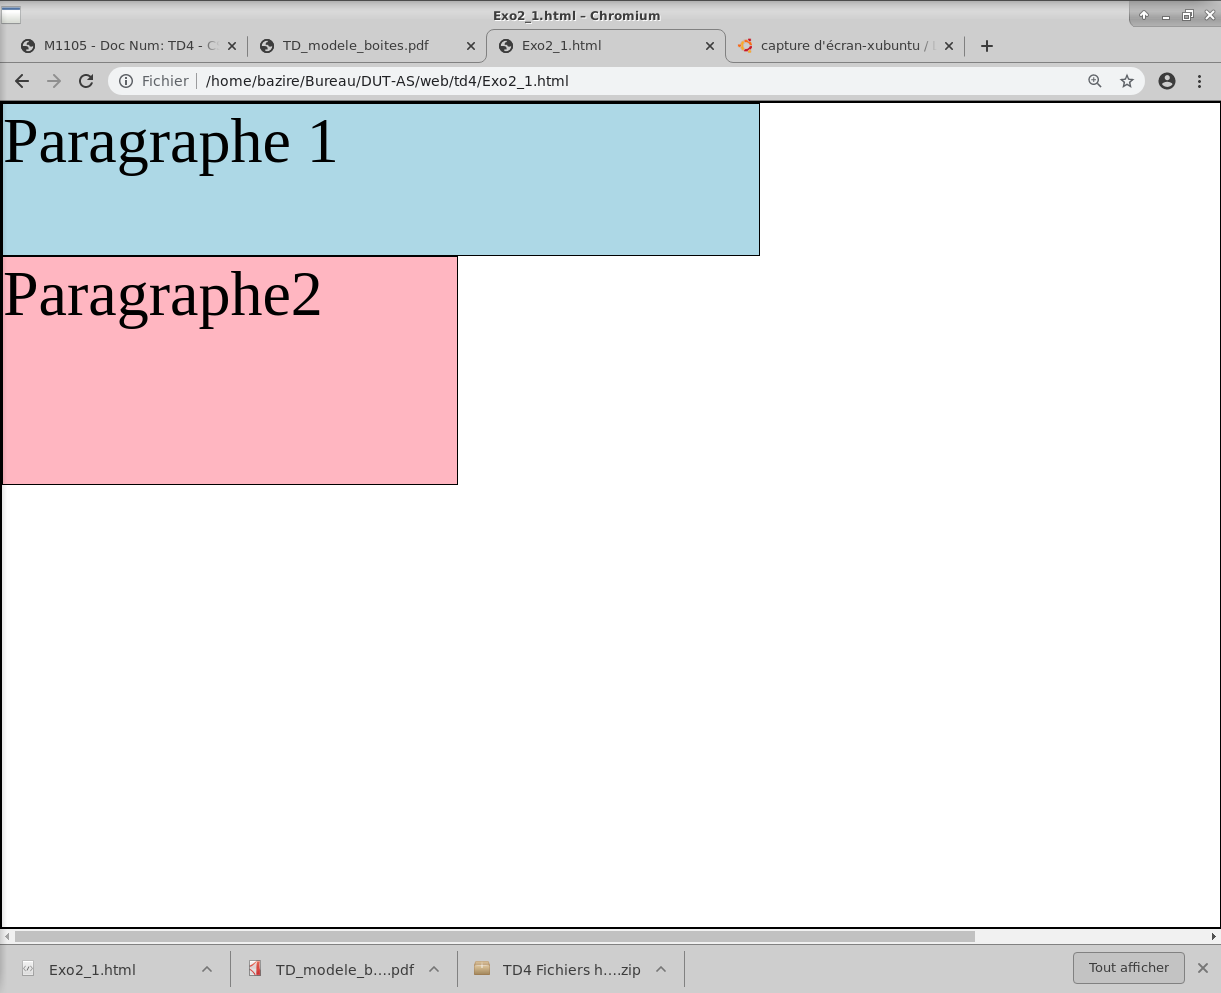 Exo2_1.html – Chromium
M1105 - Doc Num: TD4 - C
TD_modele_boites.pdf
Exo2_1.html
capture d'écran-xubuntu /
Fichier
/home/bazire/Bureau/DUT-AS/web/td4/Exo2_1.html
Paragraphe 1
Paragraphe2
Exo2_1.html
TD_modele_b....pdf
TD4 Fichiers h....zip
Tout afficher